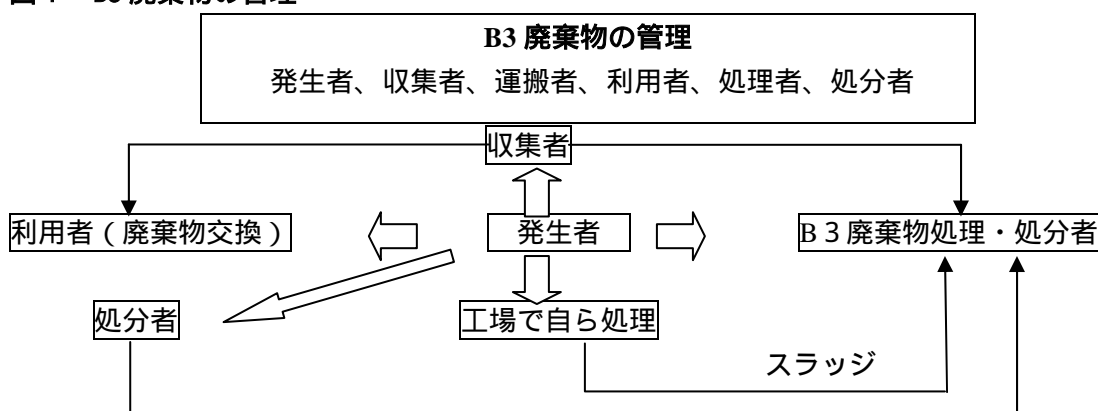 B3 廃棄物の管理
発生者、収集者、運搬者、利用者、処理者、処分者
収集者
利用者（廃棄物交換）
発生者
B３廃棄物処理・処分者
処分者
工場で自ら処理
スラッジ